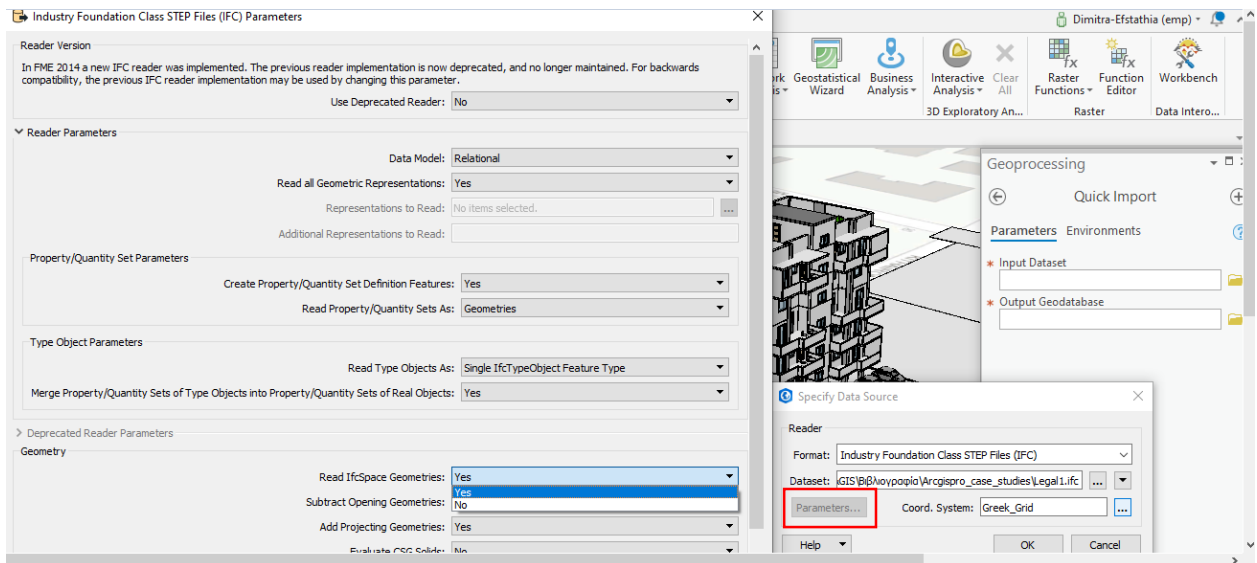 Industry Foundation Class STEP Files (IFC) Parameters
Reader Version
In FME 2014 a new IFC reader was implemented. The previous reader implementation is now deprecated, and no longer maintained. For backwards
compatibility, the previous IFC reader implementation may be used by changing this parameter.
Use Deprecated Reader: No
Reader Parameters
Data Model: Relational
Read all Geometric Representations: Yes
Representations to Read: No items selected. ...
Additional Representations to Read:
Property/Quantity Set Parameters
Create Property/Quantity Set Definition Features: Yes
Read Property/Quantity Sets As: Geometries
Type Object Parameters
Read Type Objects As: Single IfcTypeObject Feature Type
Merge Property/Quantity Sets of Type Objects into Property/Quantity Sets of Real Objects: Yes
Deprecated Reader Parameters
Geometry
Read IfcSpace Geometries: Yes
Yes
No
Subtract Opening Geometries:
Add Projecting Geometries: Yes
Evaluate CSG Solids: No
Dimitra-Efstathia (emp)
Geostatistical
Wizard
Business
Analysis
Interactive
Analysis
Clear
All
3D Exploratory An...
Raster
Functions
Function
Editor
Raster
Workbench
Data Intero...
Geoprocessing
Quick Import
Parameters Environments
* Input Dataset
* Output Geodatabase
Specify Data Source
Reader
Format: Industry Foundation Class STEP Files (IFC)
Dataset: GIS\Βιβλιογραφία\Arcgispro_case_studies\Legal1.ifc ...
Parameters... Coord. System: Greek_Grid ...
Help OK Cancel